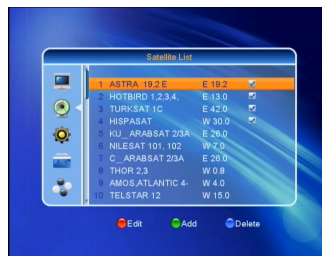 Satellite List
1 ASTRA 19,2 E E 19.2
2 HOTBIRD 1,2,3,4, E 13.0
3 TURKSAT 1C E 42.0
4 HISPASAT W 30.0
5 KU_ARABSAT 2/3A E 26.0
6 NILESAT 101, 102 W 7.0
7 C_ARABSAT 2/3A E 26.0
8 THOR 2,3 W 0.8
9 AMOS,ATLANTIC 4- W 4.0
10 TELSTAR 12 W 15.0
Edit Add Delete